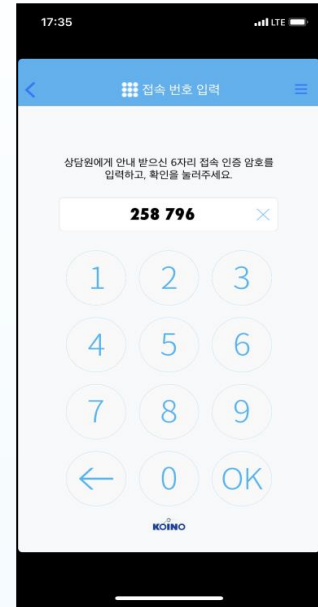 17:35
LTE
접속 번호 입력
상담원에게 안내 받으신 6자리 접속 인증 암호를
입력하고, 확인을 눌러주세요.
258 796
1 2 3
4 5 6
7 8 9
0 OK
KOINO